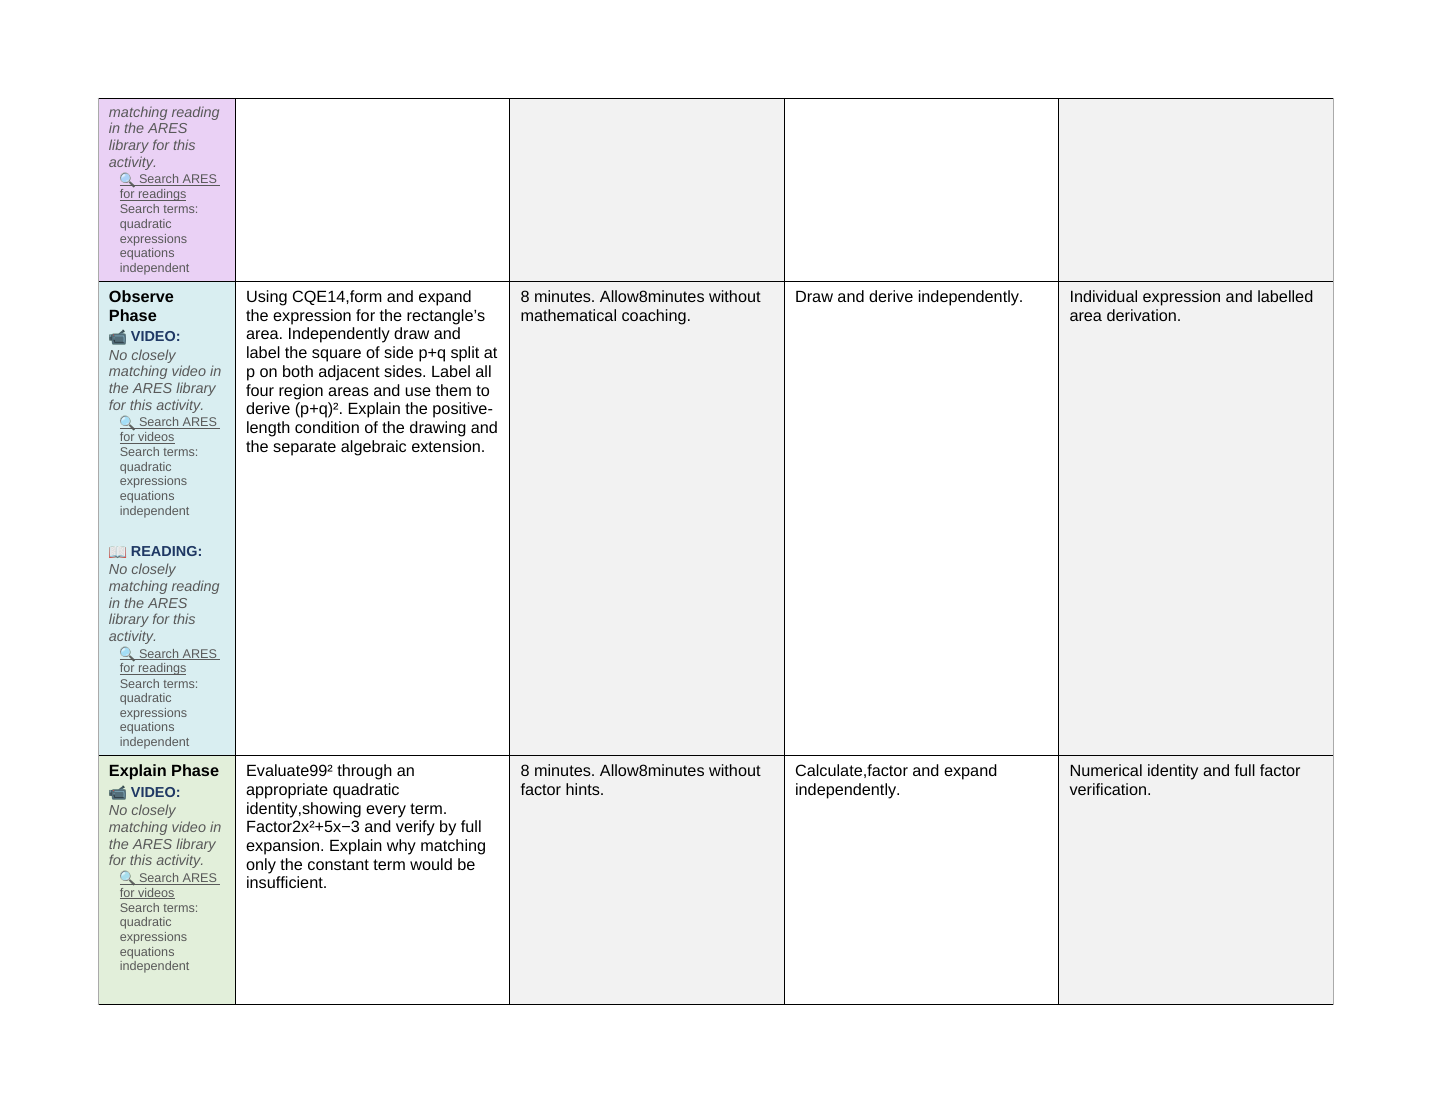 matching reading
in the ARES
library for this
activity.
🔍 Search ARES
for readings
Search terms:
quadratic
expressions
equations
independent
Observe
Phase
📹 VIDEO:
No closely
matching video in
the ARES library
for this activity.
🔍 Search ARES
for videos
Search terms:
quadratic
expressions
equations
independent
📖 READING:
No closely
matching reading
in the ARES
library for this
activity.
🔍 Search ARES
for readings
Search terms:
quadratic
expressions
equations
independent
Using CQE14,form and expand
the expression for the rectangle's
area. Independently draw and
label the square of side p+q split at
p on both adjacent sides. Label all
four region areas and use them to
derive (p+q)². Explain the positive-
length condition of the drawing and
the separate algebraic extension.
8 minutes. Allow8minutes without
mathematical coaching.
Draw and derive independently.
Individual expression and labelled
area derivation.
Explain Phase
📹 VIDEO:
No closely
matching video in
the ARES library
for this activity.
🔍 Search ARES
for videos
Search terms:
quadratic
expressions
equations
independent
Evaluate99² through an
appropriate quadratic
identity,showing every term.
Factor2x²+5x−3 and verify by full
expansion. Explain why matching
only the constant term would be
insufficient.
8 minutes. Allow8minutes without
factor hints.
Calculate,factor and expand
independently.
Numerical identity and full factor
verification.